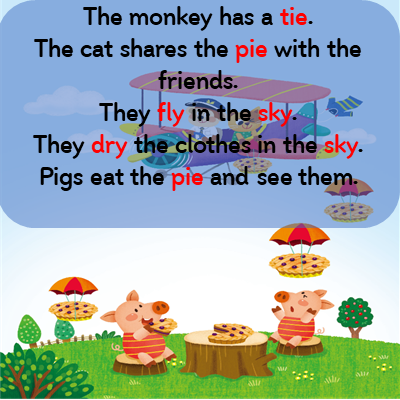 The monkey has a tie.
The cat shares the pie with the
friends.
They fly in the sky.
They dry the clothes in the sky.
Pigs eat the pie and see them.